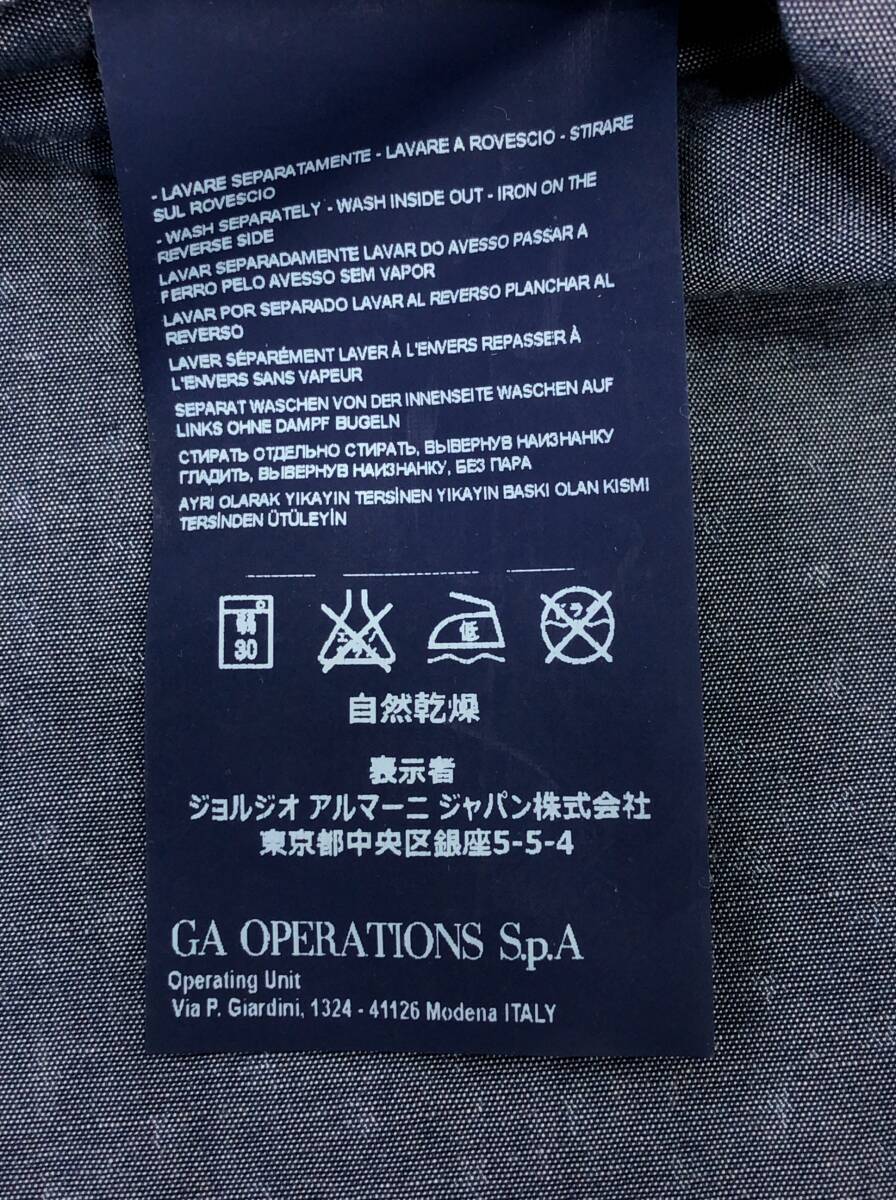 - LAVARE SEPARATAMENTE - LAVARE A ROVESCIO - STIRARE
SUL ROVESCIO
- WASH SEPARATELY - WASH INSIDE OUT - IRON ON THE
REVERSE SIDE
LAVAR SEPARADAMENTE LAVAR DO AVESSO PASSAR A
FERRO PELO AVESSO SEM VAPOR
LAVAR POR SEPARADO LAVAR AL REVERSO PLANCHAR AL
REVERSO
LAVER SÉPARÉMENT LAVER À L'ENVERS REPASSER À
L'ENVERS SANS VAPEUR
SEPARAT WASCHEN VON DER INNENSEITE WASCHEN AUF
LINKS OHNE DAMPF BUGELN
СТИРАТЬ ОТДЕЛЬНО СТИРАТЬ, ВЫВЕРНУВ НАИЗНАНКУ
ГЛАДИТЬ, ВЫВЕРНУВ НАИЗНАНКУ, БЕЗ ПАРА
AYRI OLARAK YIKAYIN TERSİNEN YIKAYIN BASKI OLAN KISMI
TERSİNDEN ÜTÜLEYİN
弱 低
30
自然乾燥
表示者
ジョルジオ アルマーニ ジャパン株式会社
東京都中央区銀座5-5-4
GA OPERATIONS S.p.A
Operating Unit
Via P. Giardini, 1324 - 41126 Modena ITALY